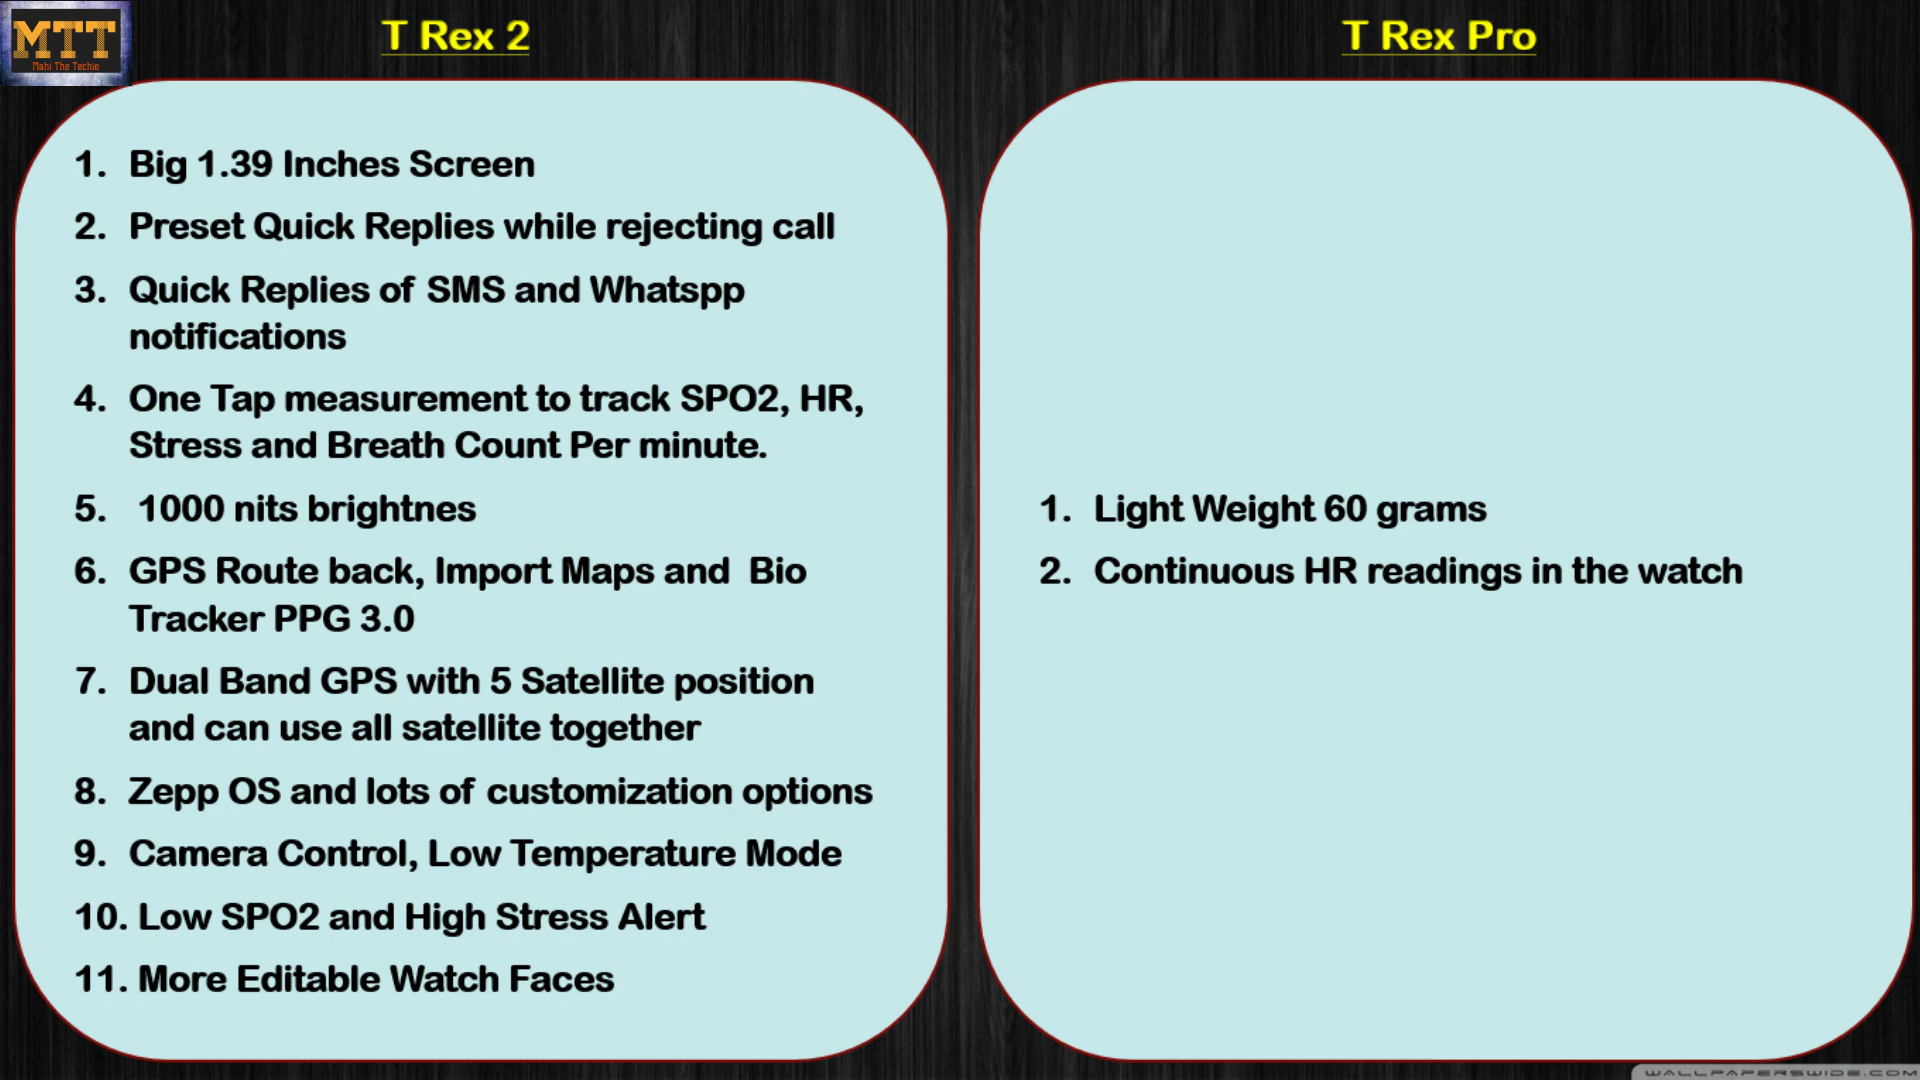 MTT
Mahi The Techie
T Rex 2
T Rex Pro
1. Big 1.39 Inches Screen
2. Preset Quick Replies while rejecting call
3. Quick Replies of SMS and Whatspp
notifications
4. One Tap measurement to track SPO2, HR,
Stress and Breath Count Per minute.
5. 1000 nits brightnes
6. GPS Route back, Import Maps and Bio
Tracker PPG 3.0
7. Dual Band GPS with 5 Satellite position
and can use all satellite together
8. Zepp OS and lots of customization options
9. Camera Control, Low Temperature Mode
10. Low SPO2 and High Stress Alert
11. More Editable Watch Faces
1. Light Weight 60 grams
2. Continuous HR readings in the watch
WALLPAPERSWIDE.COM